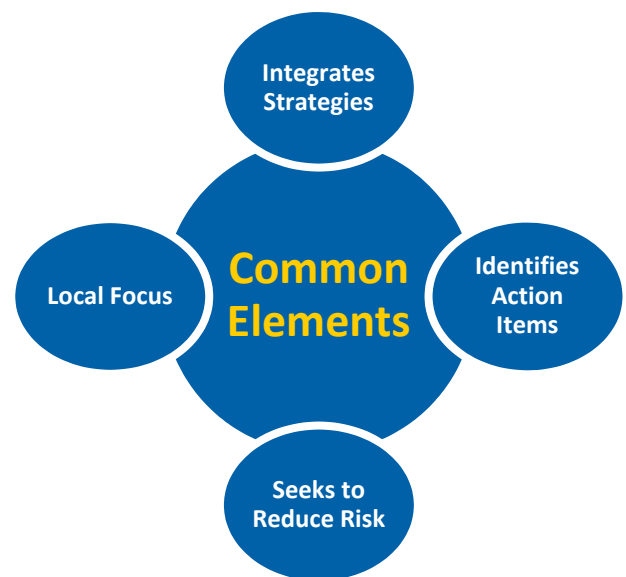 Integrates
Strategies
Local Focus
Common
Elements
Identifies
Action
Items
Seeks to
Reduce Risk